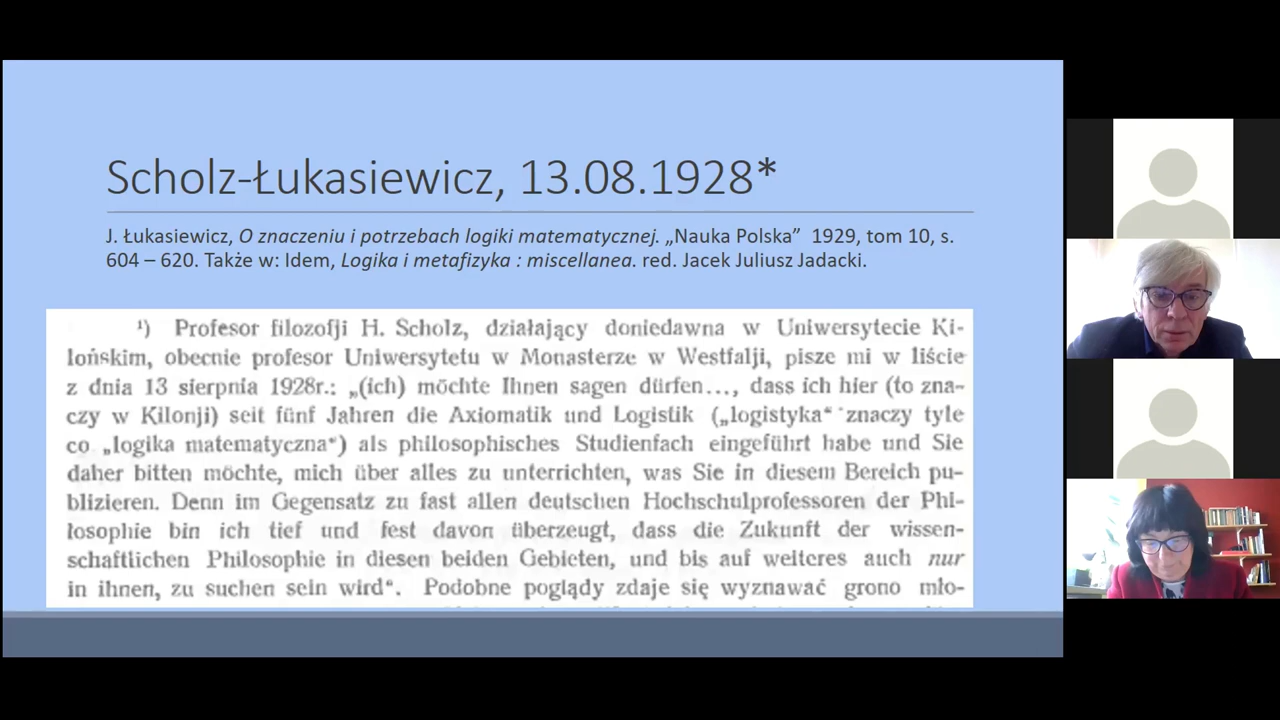 Scholz-Łukasiewicz, 13.08.1928*
J. Łukasiewicz, O znaczeniu i potrzebach logiki matematycznej. „Nauka Polska” 1929, tom 10, s.
604 – 620. Także w: Idem, Logika i metafizyka : miscellanea. red. Jacek Juliusz Jadacki.
¹) Profesor filozofji H. Scholz, działający doniedawna w Uniwersytecie Ki-
lońskim, obecnie profesor Uniwersytetu w Monasterze w Westfalji, pisze mi w liście
z dnia 13 sierpnia 1928r.: „(ich) möchte Ihnen sagen dürfen..., dass ich hier (to zna-
czy w Kilonji) seit fünf Jahren die Axiomatik und Logistik („logistyka“ znaczy tyle
co „logika matematyczna“) als philosophisches Studienfach eingeführt habe und Sie
daher bitten möchte, mich über alles zu unterrichten, was Sie in diesem Bereich pu-
blizieren. Denn im Gegensatz zu fast allen deutschen Hochschulprofessoren der Phi-
losophie bin ich tief und fest davon überzeugt, dass die Zukunft der wissen-
schaftlichen Philosophie in diesen beiden Gebieten, und bis auf weiteres auch nur
in ihnen, zu suchen sein wird“. Podobne poglądy zdaje się wyznawać grono mło-